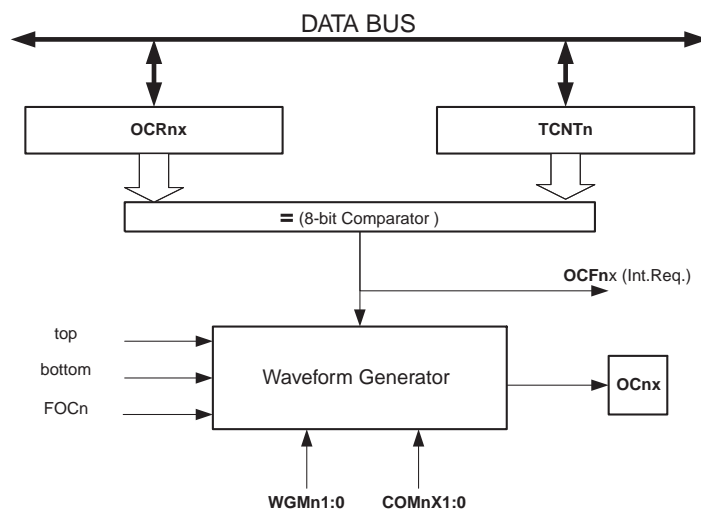 DATA BUS
OCRnx
TCNTn
= (8-bit Comparator )
OCFnx (Int.Req.)
top
bottom
FOCn
Waveform Generator
OCnx
WGMn1:0
COMnX1:0